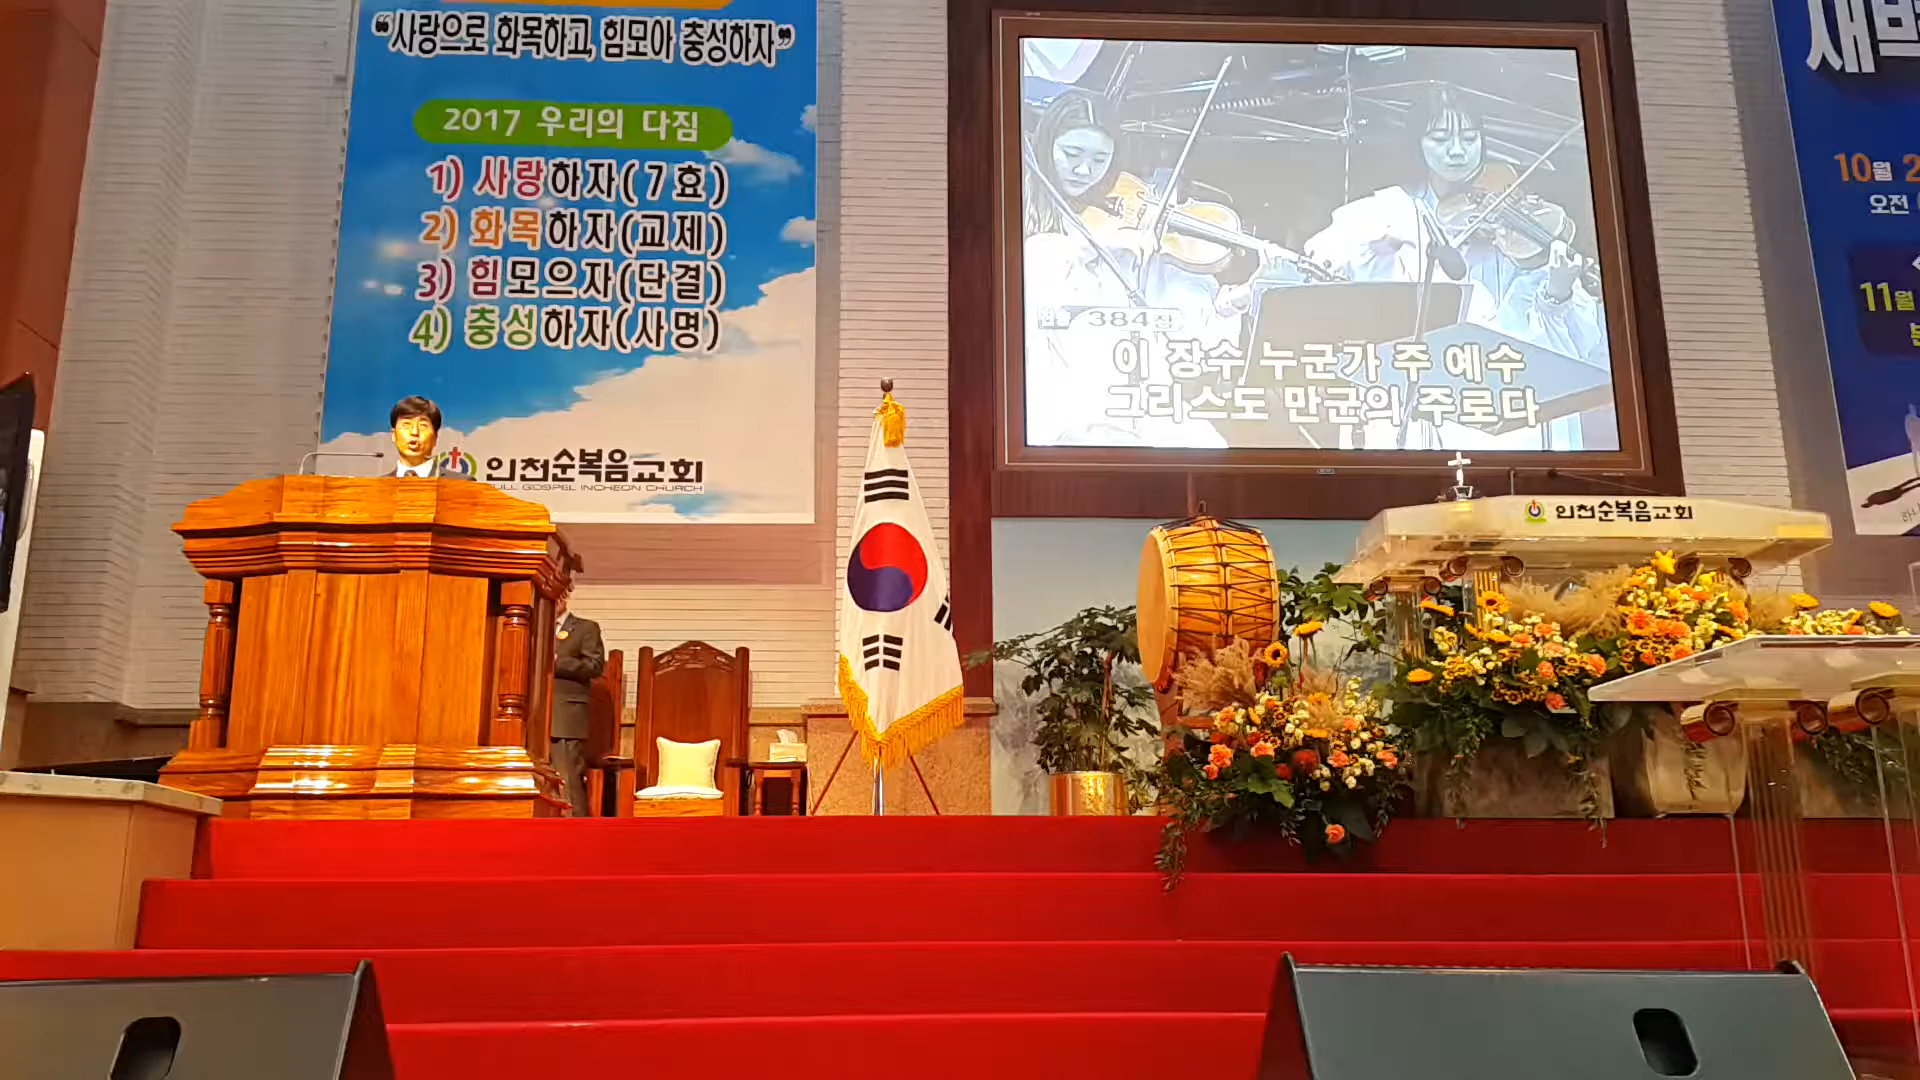 “사랑으로 화목하고, 힘모아 충성하자”
2017 우리의 다짐
1) 사랑하자(7효)
2) 화목하자(교제)
3) 힘모으자(단결)
4) 충성하자(사명)
인천순복음교회
FULL GOSPEL INCHEON CHURCH
384장
이 장수 누군가 주 예수
그리스도 만군의 주로다
인천순복음교회
새벽
10월 2
오전
11월